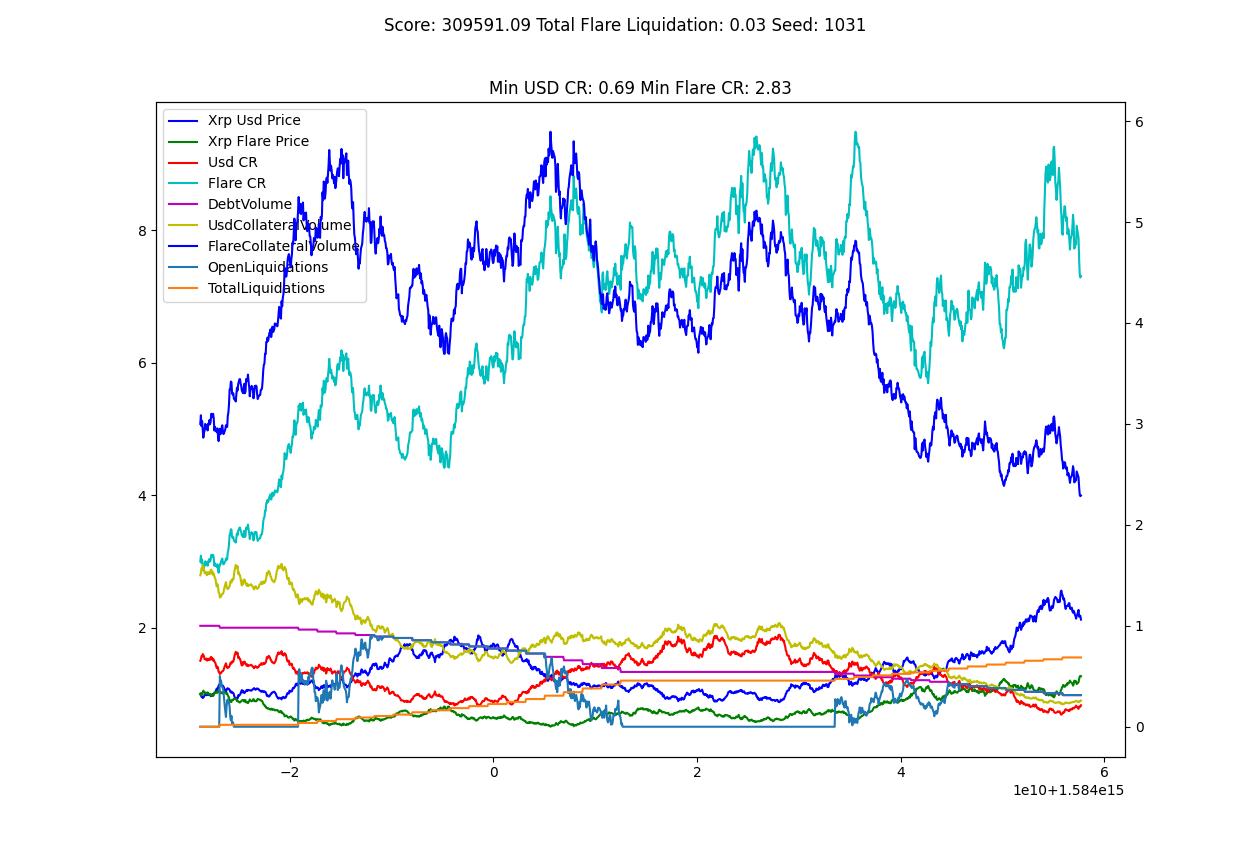 Score: 309591.09 Total Flare Liquidation: 0.03 Seed: 1031
Min USD CR: 0.69 Min Flare CR: 2.83
Xrp Usd Price
Xrp Flare Price
Usd CR
Flare CR
DebtVolume
UsdCollateralVolume
FlareCollateralVolume
OpenLiquidations
TotalLiquidations
8
6
4
2
6
5
4
3
2
1
0
−2
0
2
4
6
1e10+1.584e15